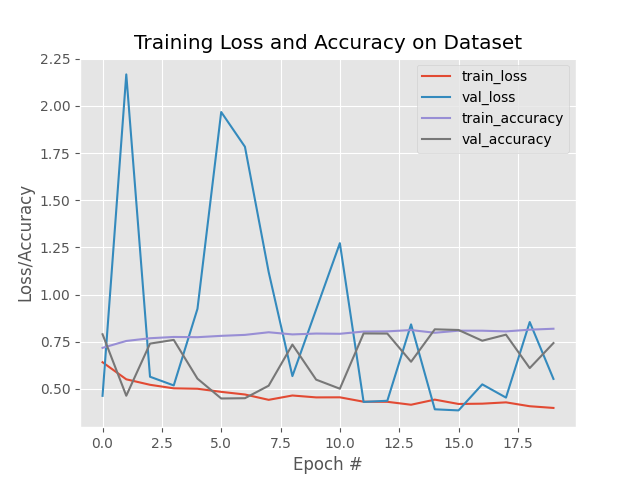 Training Loss and Accuracy on Dataset
2.25
2.00
1.75
1.50
1.25
1.00
0.75
0.50
Loss/Accuracy
train_loss
val_loss
train_accuracy
val_accuracy
0.0 2.5 5.0 7.5 10.0 12.5 15.0 17.5
Epoch #